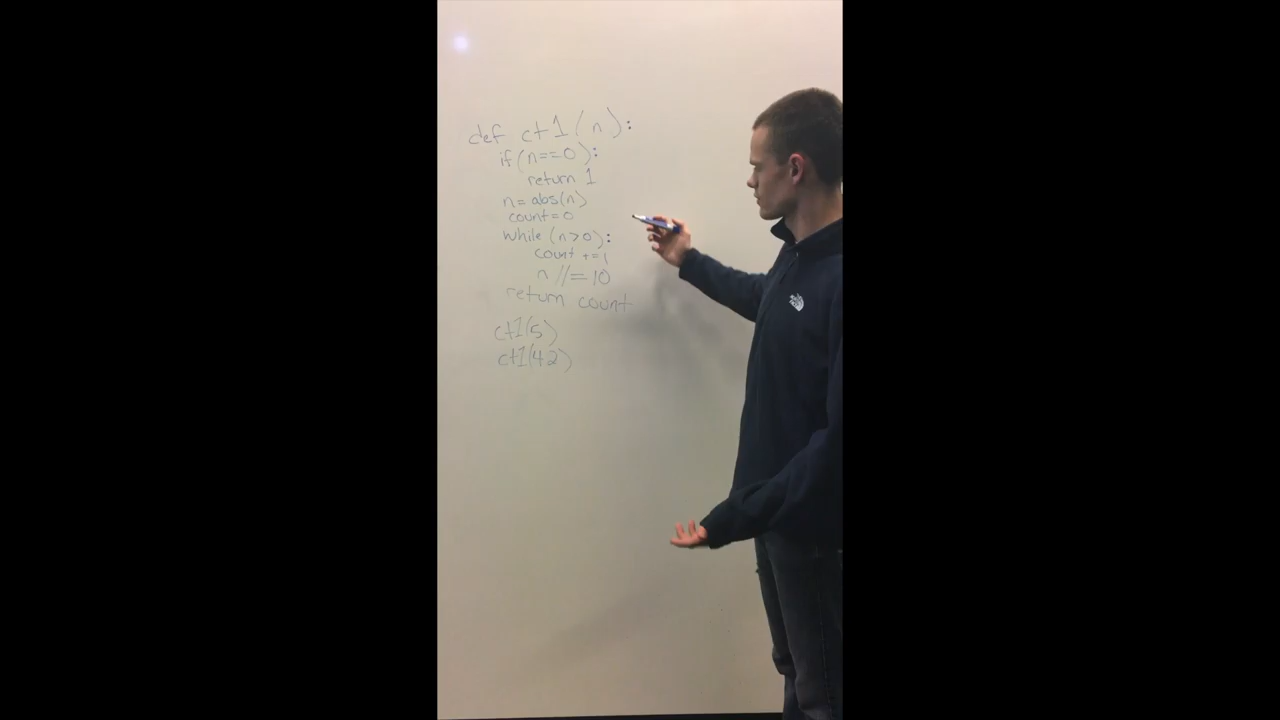 def ct1(n):
if(n==0):
return 1
n=abs(n)
count=0
while(n>0):
count +=1
n //=10
return count
ct1(5)
ct1(42)